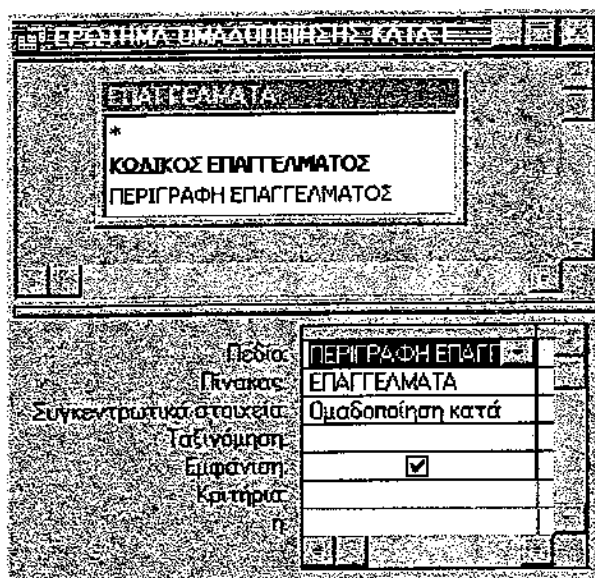 ΕΡΩΤΗΜΑ ΟΜΑΔΟΠΟΙΗΣΗΣ ΚΑΤΑ Ε
ΕΠΑΓΓΕΛΜΑΤΑ
*
ΚΩΔΙΚΟΣ ΕΠΑΓΓΕΛΜΑΤΟΣ
ΠΕΡΙΓΡΑΦΗ ΕΠΑΓΓΕΛΜΑΤΟΣ
Πεδίο: ΠΕΡΙΓΡΑΦΗ ΕΠΑΓΓ
Πίνακας: ΕΠΑΓΓΕΛΜΑΤΑ
Συγκεντρωτικά στοιχεία: Ομαδοποίηση κατά
Ταξινόμηση:
Εμφάνιση:
Κριτήρια:
ή: